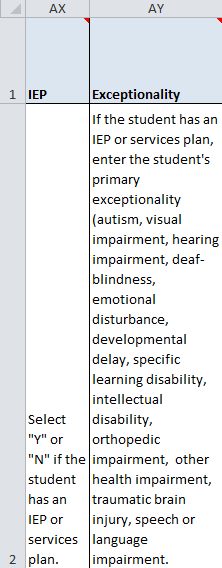 AX AY
1 IEP Exceptionality
If the student has an
IEP or services plan,
enter the student's
primary
exceptionality
(autism, visual
impairment, hearing
impairment, deaf-
blindness,
emotional
disturbance,
developmental
delay, specific
learning disability,
intellectual
disability,
orthopedic
impairment, other
health impairment,
traumatic brain
injury, speech or
language
impairment.
Select
"Y" or
"N" if the
student
has an
IEP or
services
plan.
2